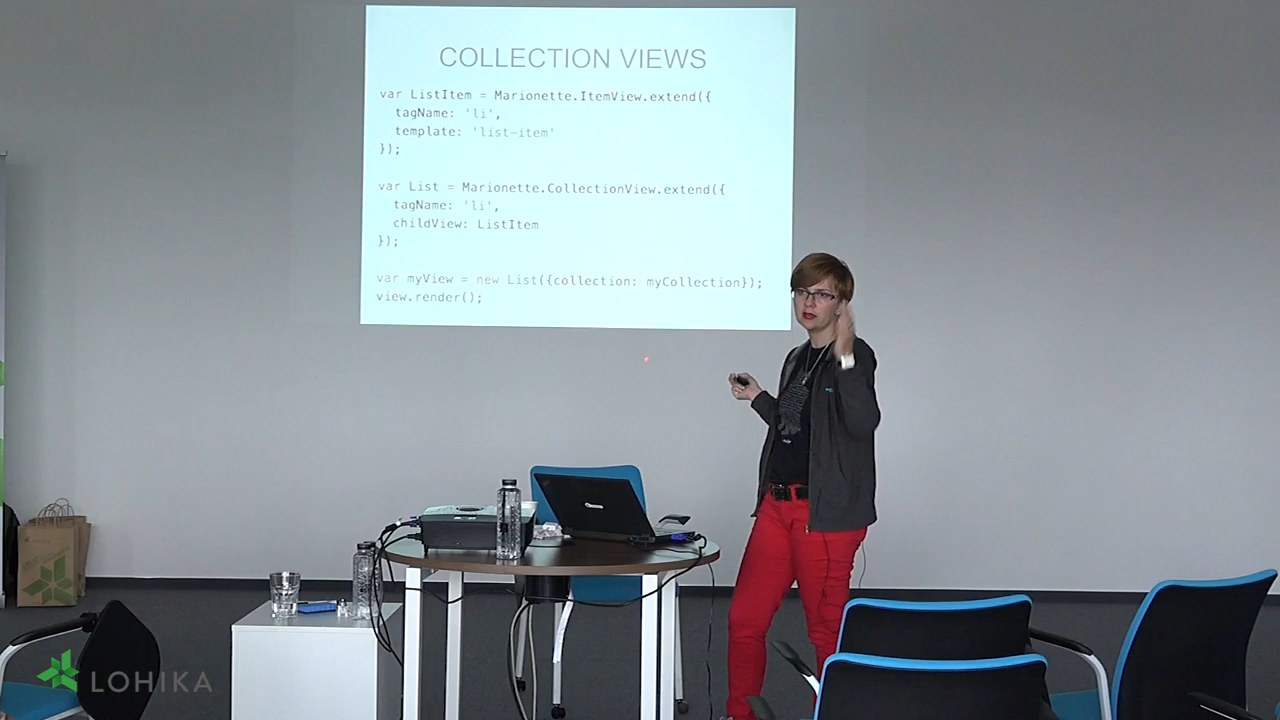 COLLECTION VIEWS
var ListItem = Marionette.ItemView.extend({
tagName: 'li',
template: 'list-item'
});
var List = Marionette.CollectionView.extend({
tagName: 'li',
childView: ListItem
});
var myView = new List({collection: myCollection});
view.render();
LOHIKA